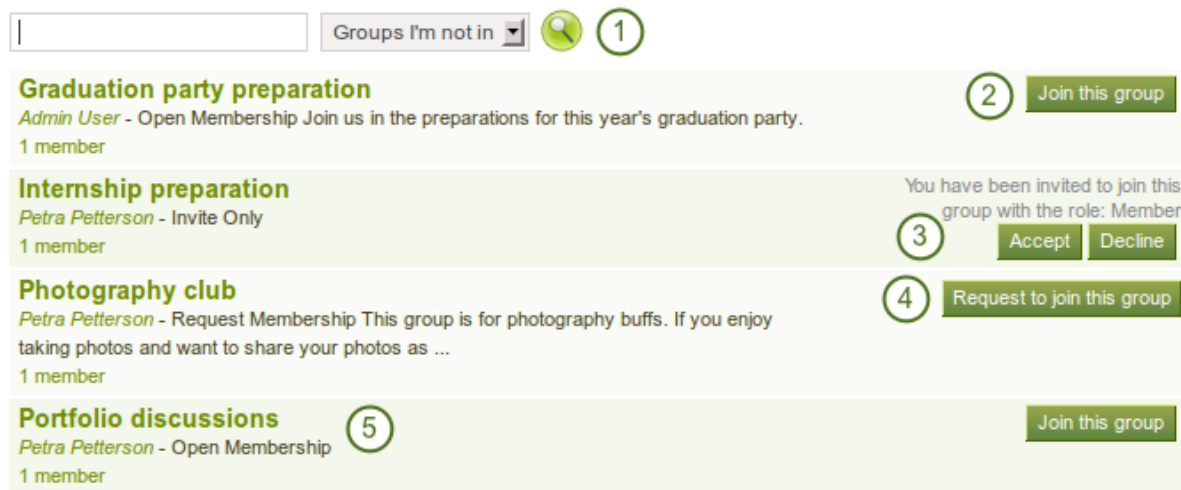 Groups I'm not in 1
Graduation party preparation 2 Join this group
Admin User - Open Membership Join us in the preparations for this year's graduation party.
1 member
Internship preparation You have been invited to join this
Petra Petterson - Invite Only group with the role: Member
1 member 3 Accept Decline
Photography club 4 Request to join this group
Petra Petterson - Request Membership This group is for photography buffs. If you enjoy
taking photos and want to share your photos as ...
1 member
Portfolio discussions 5 Join this group
Petra Petterson - Open Membership
1 member